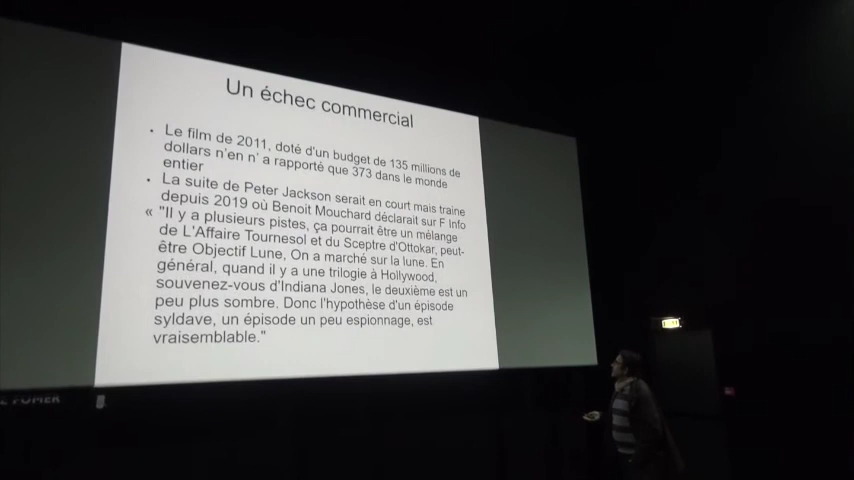 Un échec commercial
• Le film de 2011, doté d'un budget de 135 millions de
dollars n'en n' a rapporté que 373 dans le monde
entier
• La suite de Peter Jackson serait en court mais traine
depuis 2019 où Benoit Mouchard déclarait sur F Info
« "Il y a plusieurs pistes, ça pourrait être un mélange
de L'Affaire Tournesol et du Sceptre d'Ottokar, peut-
être Objectif Lune, On a marché sur la lune. En
général, quand il y a une trilogie à Hollywood,
souvenez-vous d'Indiana Jones, le deuxième est un
peu plus sombre. Donc l'hypothèse d'un épisode
syldave, un épisode un peu espionnage, est
vraisemblable."